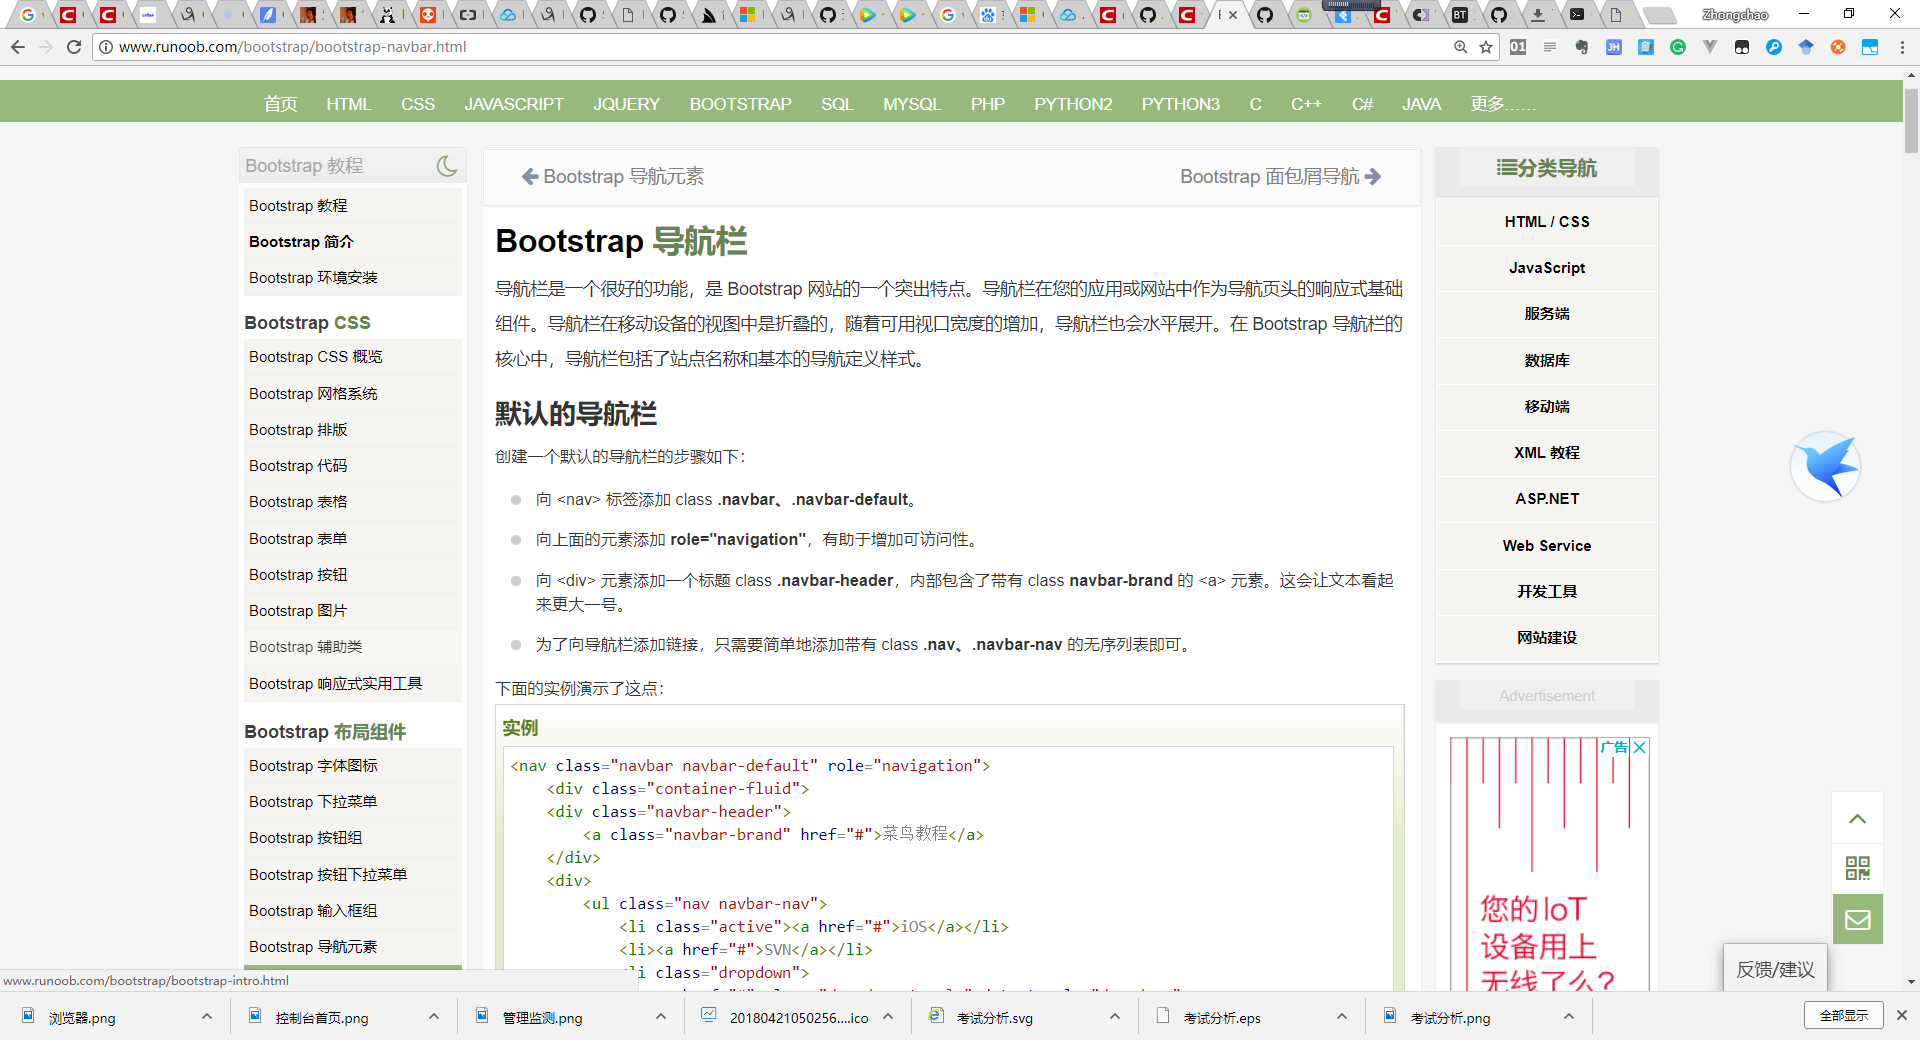 Zhongchao
www.runoob.com/bootstrap/bootstrap-navbar.html
首页 HTML CSS JAVASCRIPT JQUERY BOOTSTRAP SQL MYSQL PHP PYTHON2 PYTHON3 C C++ C# JAVA 更多……
Bootstrap 教程
Bootstrap 教程
Bootstrap 简介
Bootstrap 环境安装
Bootstrap CSS
Bootstrap CSS 概览
Bootstrap 网格系统
Bootstrap 排版
Bootstrap 代码
Bootstrap 表格
Bootstrap 表单
Bootstrap 按钮
Bootstrap 图片
Bootstrap 辅助类
Bootstrap 响应式实用工具
Bootstrap 布局组件
Bootstrap 字体图标
Bootstrap 下拉菜单
Bootstrap 按钮组
Bootstrap 按钮下拉菜单
Bootstrap 输入框组
Bootstrap 导航元素
www.runoob.com/bootstrap/bootstrap-intro.html
Bootstrap 导航元素
Bootstrap 面包屑导航
Bootstrap 导航栏
导航栏是一个很好的功能，是 Bootstrap 网站的一个突出特点。导航栏在您的应用或网站中作为导航页头的响应式基础
组件。导航栏在移动设备的视图中是折叠的，随着可用视口宽度的增加，导航栏也会水平展开。在 Bootstrap 导航栏的
核心中，导航栏包括了站点名称和基本的导航定义样式。
默认的导航栏
创建一个默认的导航栏的步骤如下：
向 <nav> 标签添加 class .navbar、.navbar-default。
向上面的元素添加 role="navigation"，有助于增加可访问性。
向 <div> 元素添加一个标题 class .navbar-header，内部包含了带有 class navbar-brand 的 <a> 元素。这会让文本看起
来更大一号。
为了向导航栏添加链接，只需要简单地添加带有 class .nav、.navbar-nav 的无序列表即可。
下面的实例演示了这点：
实例
<nav class="navbar navbar-default" role="navigation">
<div class="container-fluid">
<div class="navbar-header">
<a class="navbar-brand" href="#">菜鸟教程</a>
</div>
<div>
<ul class="nav navbar-nav">
<li class="active"><a href="#">iOS</a></li>
<li><a href="#">SVN</a></li>
li class="dropdown">
分类导航
HTML / CSS
JavaScript
服务端
数据库
移动端
XML 教程
ASP.NET
Web Service
开发工具
网站建设
Advertisement
广告
您的IoT
设备用上
无线了么?
反馈/建议
浏览器.png
控制台首页.png
管理监测.png
20180421050256....ico
考试分析.svg
考试分析.eps
考试分析.png
全部显示